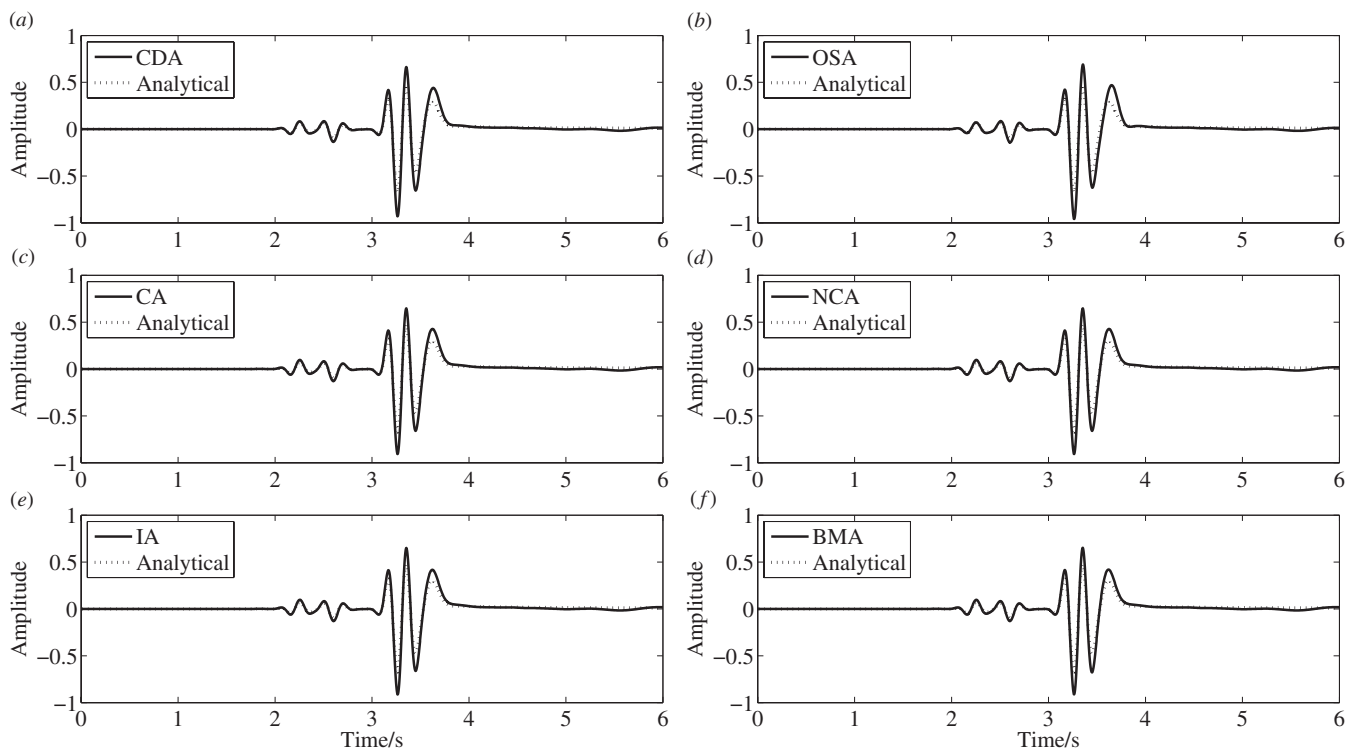 (a)
1
CDA
Analytical
0.5
0
−0.5
−1
Amplitude
0 1 2 3 4 5 6
(b)
1
OSA
Analytical
0.5
0
−0.5
−1
Amplitude
0 1 2 3 4 5 6
(c)
1
CA
Analytical
0.5
0
−0.5
−1
Amplitude
0 1 2 3 4 5 6
(d)
1
NCA
Analytical
0.5
0
−0.5
−1
Amplitude
0 1 2 3 4 5 6
(e)
1
IA
Analytical
0.5
0
−0.5
−1
Amplitude
0 1 2 3 4 5 6
Time/s
(f)
1
BMA
Analytical
0.5
0
−0.5
−1
Amplitude
0 1 2 3 4 5 6
Time/s